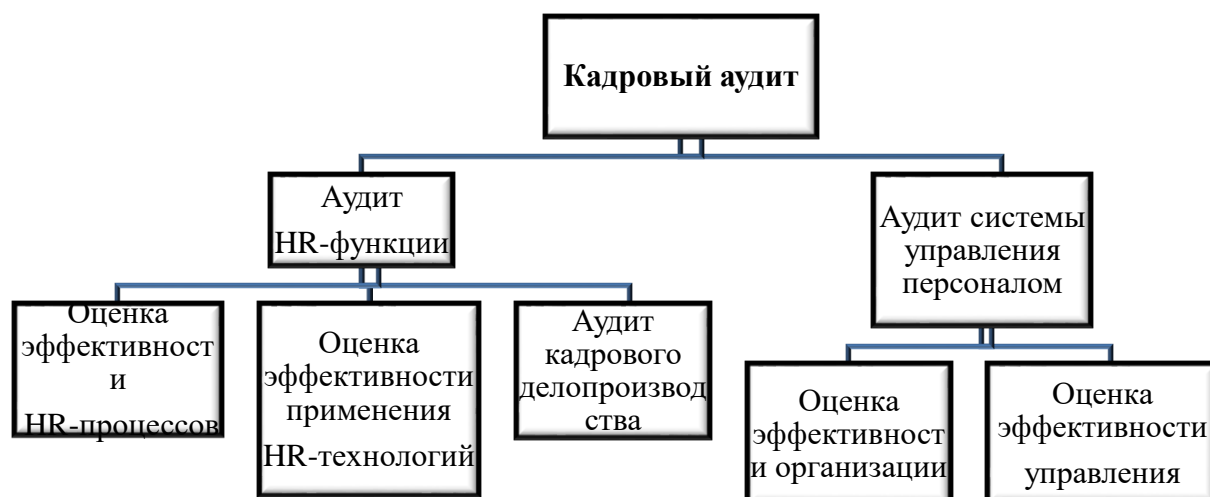 Кадровый аудит
Аудит
HR-функции
Аудит системы
управления
персоналом
Оценка
эффективност
и
HR-процессов
Оценка
эффективности
применения
HR-технологий
Аудит
кадрового
делопроизвод
ства
Оценка
эффективност
и организации
Оценка
эффективности
управления